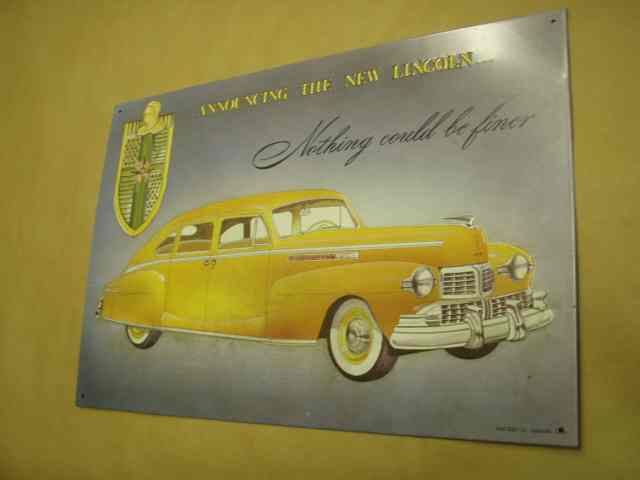 ANNOUNCING THE NEW LINCOLN...
Nothing could be finer